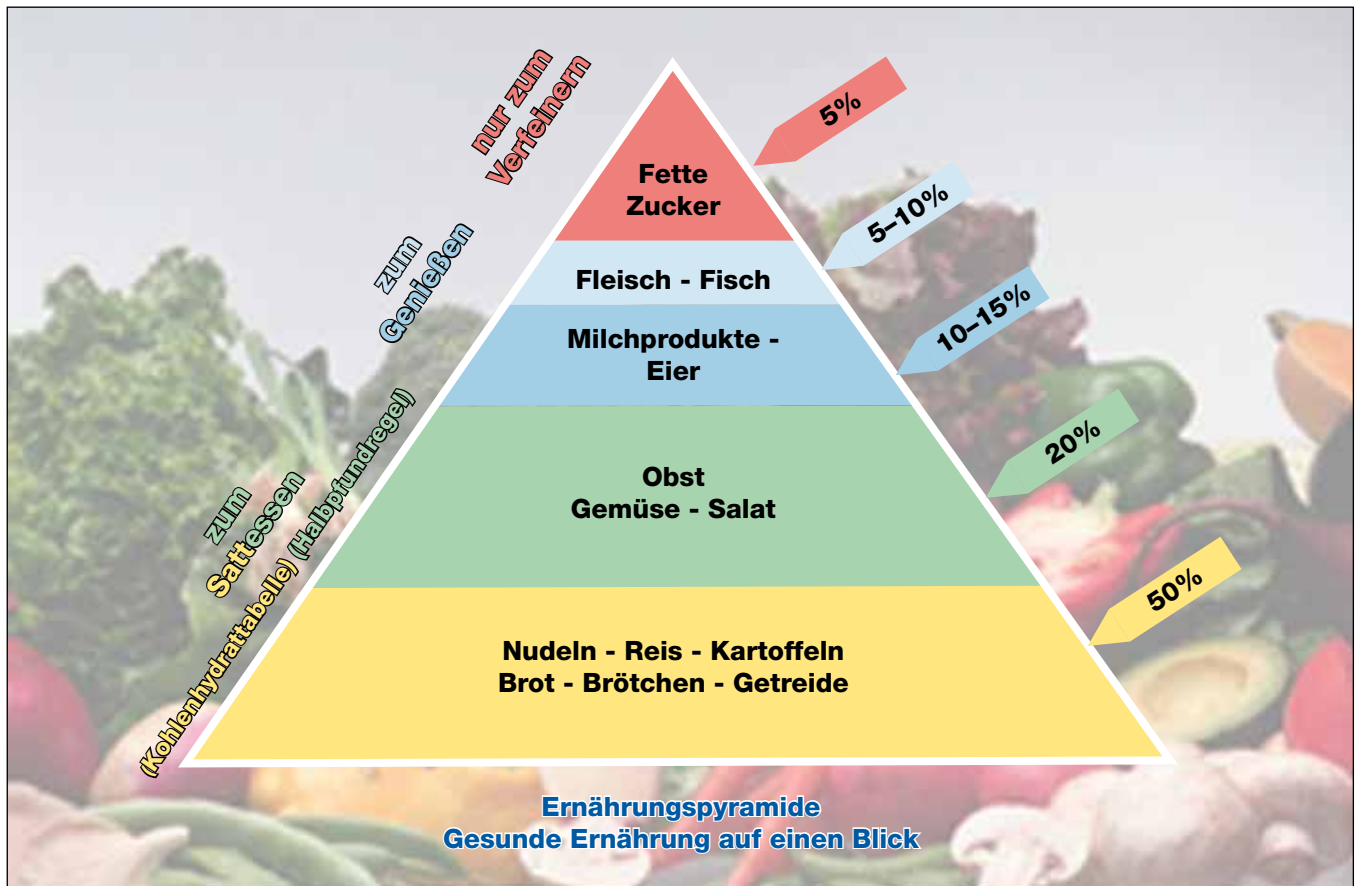 nur zum
Verfeinern
5%
Fette
Zucker
5–10%
zum
Genießen
Fleisch - Fisch
10–15%
Milchprodukte -
Eier
20%
zum
Sattessen
(Kohlenhydrattabelle) (Halbpfundregel)
Obst
Gemüse - Salat
50%
Nudeln - Reis - Kartoffeln
Brot - Brötchen - Getreide
Ernährungspyramide
Gesunde Ernährung auf einen Blick